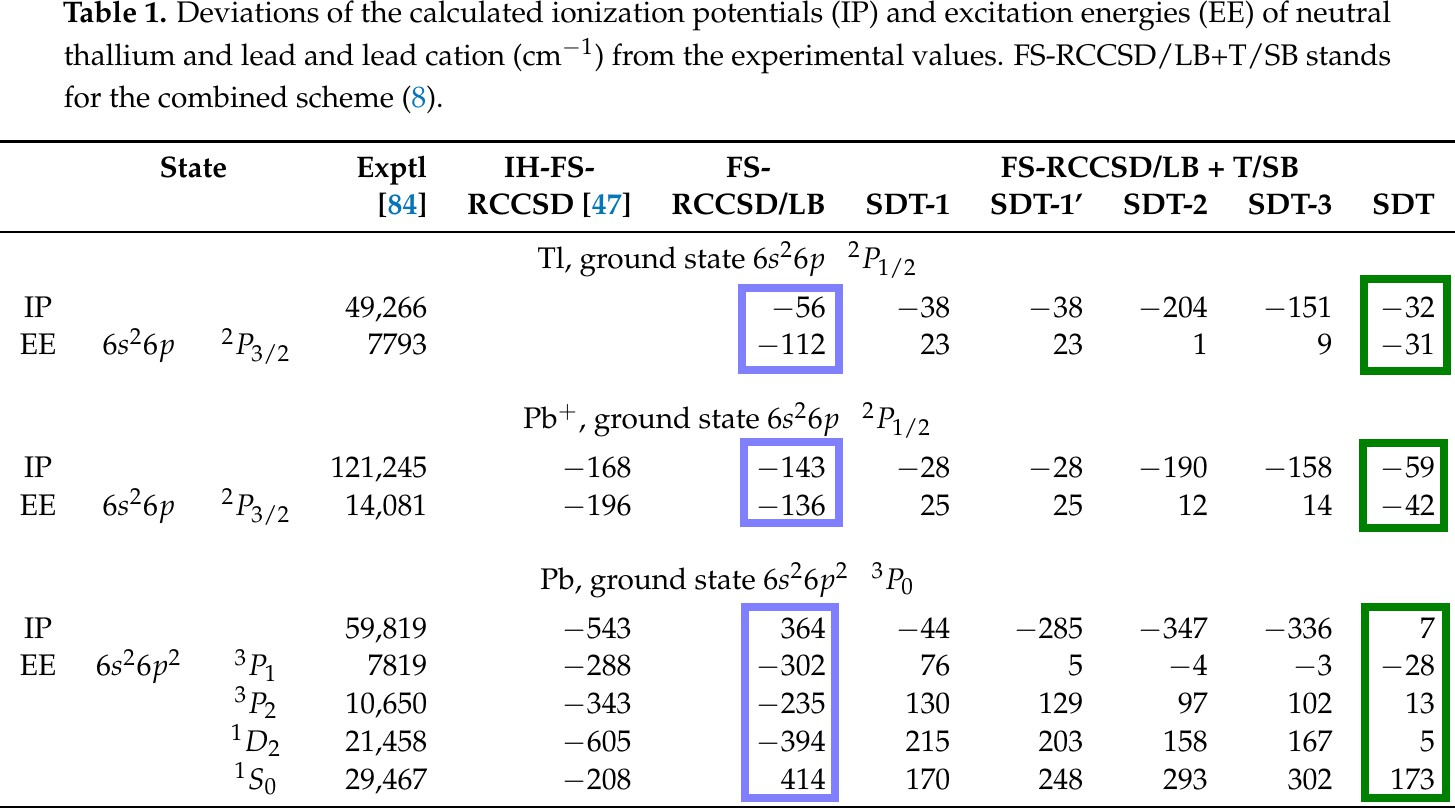 Table 1. Deviations of the calculated ionization potentials (IP) and excitation energies (EE) of neutral
thallium and lead and lead cation (cm−1) from the experimental values. FS-RCCSD/LB+T/SB stands
for the combined scheme (8).
State Exptl IH-FS- FS- FS-RCCSD/LB + T/SB
[84] RCCSD [47] RCCSD/LB SDT-1 SDT-1’ SDT-2 SDT-3 SDT
Tl, ground state 6s²6p ²P1/2
IP 49,266 −56 −38 −38 −204 −151 −32
EE 6s²6p ²P3/2 7793 −112 23 23 1 9 −31
Pb⁺, ground state 6s²6p ²P1/2
IP 121,245 −168 −143 −28 −28 −190 −158 −59
EE 6s²6p ²P3/2 14,081 −196 −136 25 25 12 14 −42
Pb, ground state 6s²6p² ³P0
IP 59,819 −543 364 −44 −285 −347 −336 7
EE 6s²6p² ³P1 7819 −288 −302 76 5 −4 −3 −28
³P2 10,650 −343 −235 130 129 97 102 13
¹D2 21,458 −605 −394 215 203 158 167 5
¹S0 29,467 −208 414 170 248 293 302 173